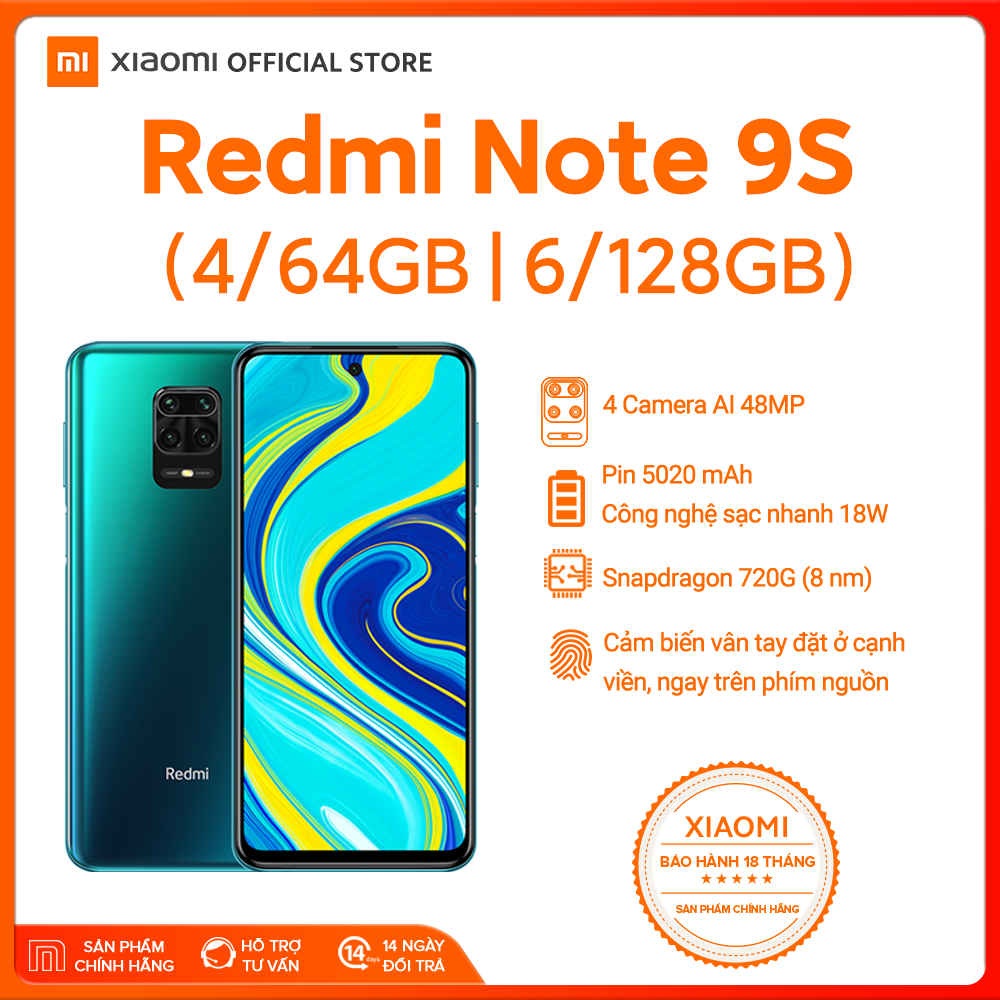 mi xiaomi OFFICIAL STORE
Redmi Note 9S
(4/64GB | 6/128GB)
4 Camera AI 48MP
Pin 5020 mAh
Công nghệ sạc nhanh 18W
Snapdragon 720G (8 nm)
Cảm biến vân tay đặt ở cạnh
viền, ngay trên phím nguồn
Redmi
XIAOMI
BẢO HÀNH 18 THÁNG
SẢN PHẨM CHÍNH HÃNG
SẢN PHẨM
CHÍNH HÃNG
HỖ TRỢ
TƯ VẤN
14 days
14 NGÀY
ĐỔI TRẢ